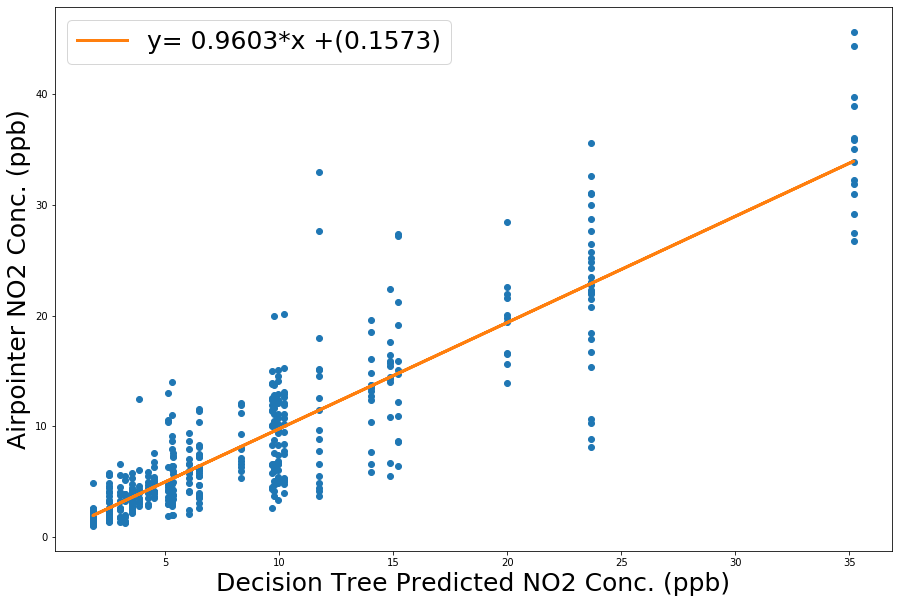 y= 0.9603*x +(0.1573)
Airpointer NO2 Conc. (ppb)
40
30
20
10
0
5 10 15 20 25 30 35
Decision Tree Predicted NO2 Conc. (ppb)